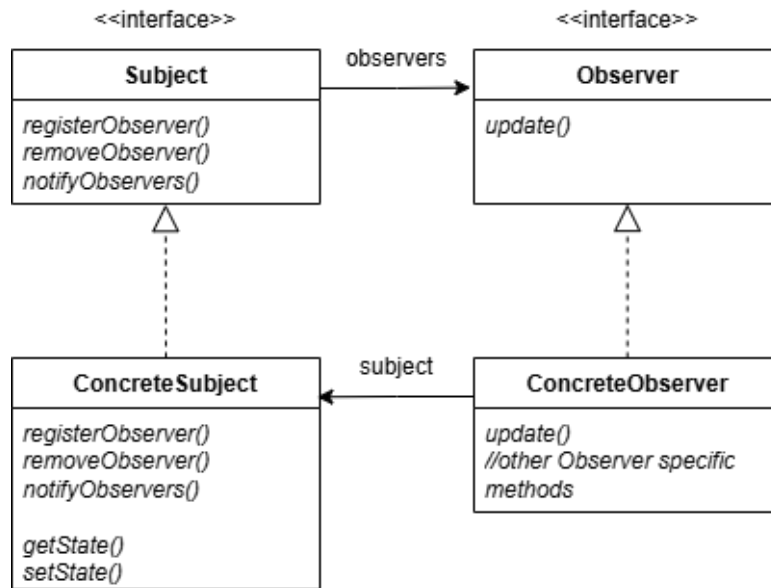 <<interface>>
Subject
registerObserver()
removeObserver()
notifyObservers()
observers
<<interface>>
Observer
update()
ConcreteSubject
registerObserver()
removeObserver()
notifyObservers()
getState()
setState()
subject
ConcreteObserver
update()
//other Observer specific
methods